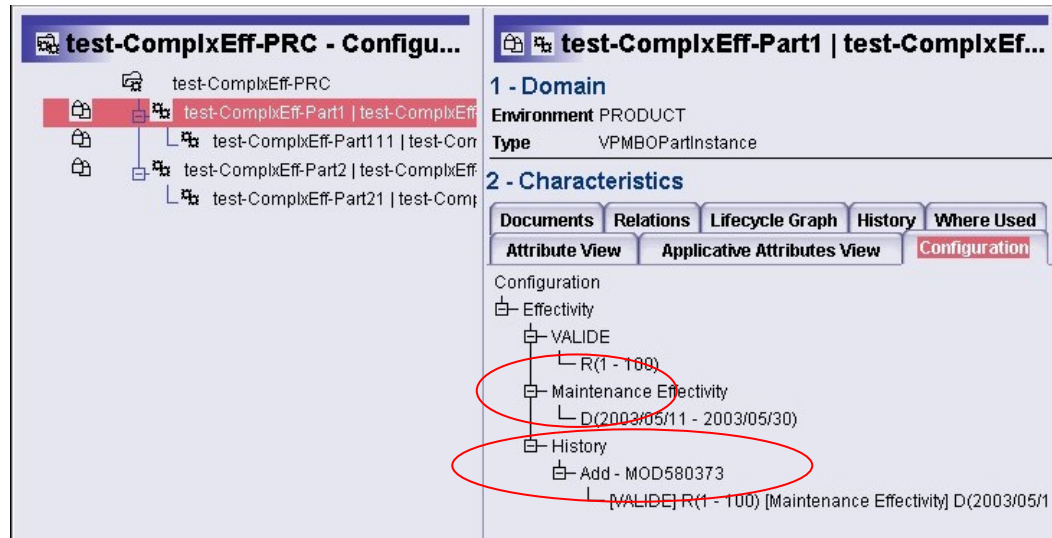 test-ComplxEff-PRC - Configu...
test-ComplxEff-PRC
test-ComplxEff-Part1 | test-ComplxEff
test-ComplxEff-Part111 | test-Com
test-ComplxEff-Part2 | test-ComplxEff
test-ComplxEff-Part21 | test-Comp
test-ComplxEff-Part1 | test-ComplxEf...
1 - Domain
Environment PRODUCT
Type VPMBOPartInstance
2 - Characteristics
Documents Relations Lifecycle Graph History Where Used
Attribute View Applicative Attributes View Configuration
Configuration
Effectivity
VALIDE
R(1 - 100)
Maintenance Effectivity
D(2003/05/11 - 2003/05/30)
History
Add - MOD580373
[VALIDE] R(1 - 100) [Maintenance Effectivity] D(2003/05/1